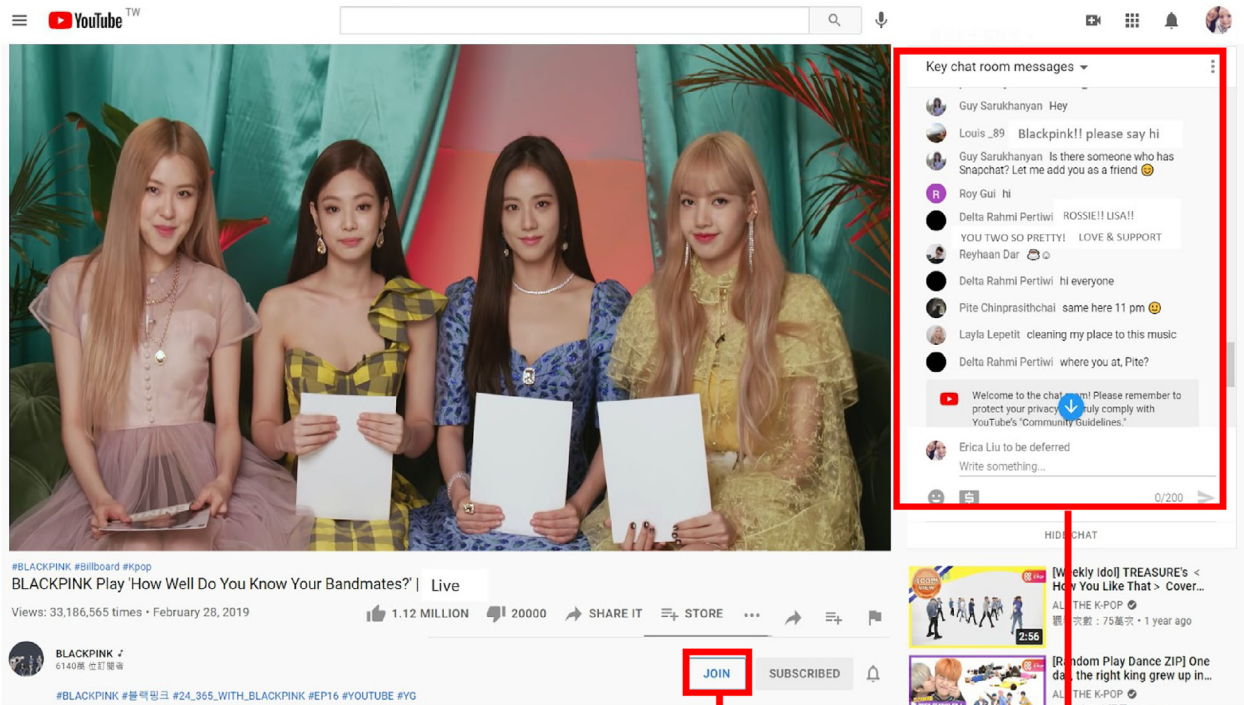 YouTube TW
Key chat room messages
Guy Sarukhanyan Hey
Louis _89 Blackpink!! please say hi
Guy Sarukhanyan Is there someone who has
Snapchat? Let me add you as a friend 😊
R Roy Gui hi
Delta Rahmi Pertiwi ROSSIE!! LISA!!
YOU TWO SO PRETTY! LOVE & SUPPORT
Reyhaan Dar
Delta Rahmi Pertiwi hi everyone
Pite Chinprasithchai same here 11 pm 🙂
Layla Lepetit cleaning my place to this music
Delta Rahmi Pertiwi where you at, Pite?
Welcome to the chat Please remember to
protect your privacy comply with
YouTube's "Community Guidelines."
Erica Liu to be deferred
Write something...
0/200
HIDE CHAT
#BLACKPINK #Billboard #Kpop
BLACKPINK Play 'How Well Do You Know Your Bandmates?' | Live
Views: 33,186,565 times • February 28, 2019
1.12 MILLION 20000 SHARE IT STORE ...
BLACKPINK ♪
6140萬 位訂閱者
JOIN SUBSCRIBED
#BLACKPINK #블랙핑크 #24_365_WITH_BLACKPINK #EP16 #YOUTUBE #YG
[Weekly Idol] TREASURE's <
How You Like That > Cover...
ALL THE K-POP
觀看次數：75萬次 • 1 year ago
2:56
[Random Play Dance ZIP] One
day, the right king grew up in...
ALL THE K-POP